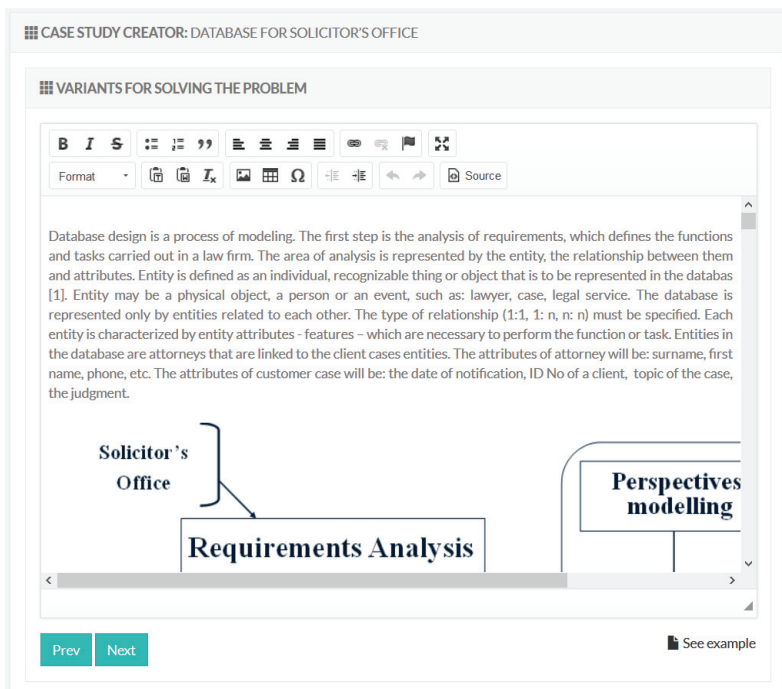 CASE STUDY CREATOR: DATABASE FOR SOLICITOR'S OFFICE
VARIANTS FOR SOLVING THE PROBLEM
Format
Source
Database design is a process of modeling. The first step is the analysis of requirements, which defines the functions
and tasks carried out in a law firm. The area of analysis is represented by the entity, the relationship between them
and attributes. Entity is defined as an individual, recognizable thing or object that is to be represented in the databas
[1]. Entity may be a physical object, a person or an event, such as: lawyer, case, legal service. The database is
represented only by entities related to each other. The type of relationship (1:1, 1: n, n: n) must be specified. Each
entity is characterized by entity attributes - features – which are necessary to perform the function or task. Entities in
the database are attorneys that are linked to the client cases entities. The attributes of attorney will be: surname, first
name, phone, etc. The attributes of customer case will be: the date of notification, ID No of a client, topic of the case,
the judgment.
Solicitor's
Office
Perspectives
modelling
Requirements Analysis
Prev
Next
See example